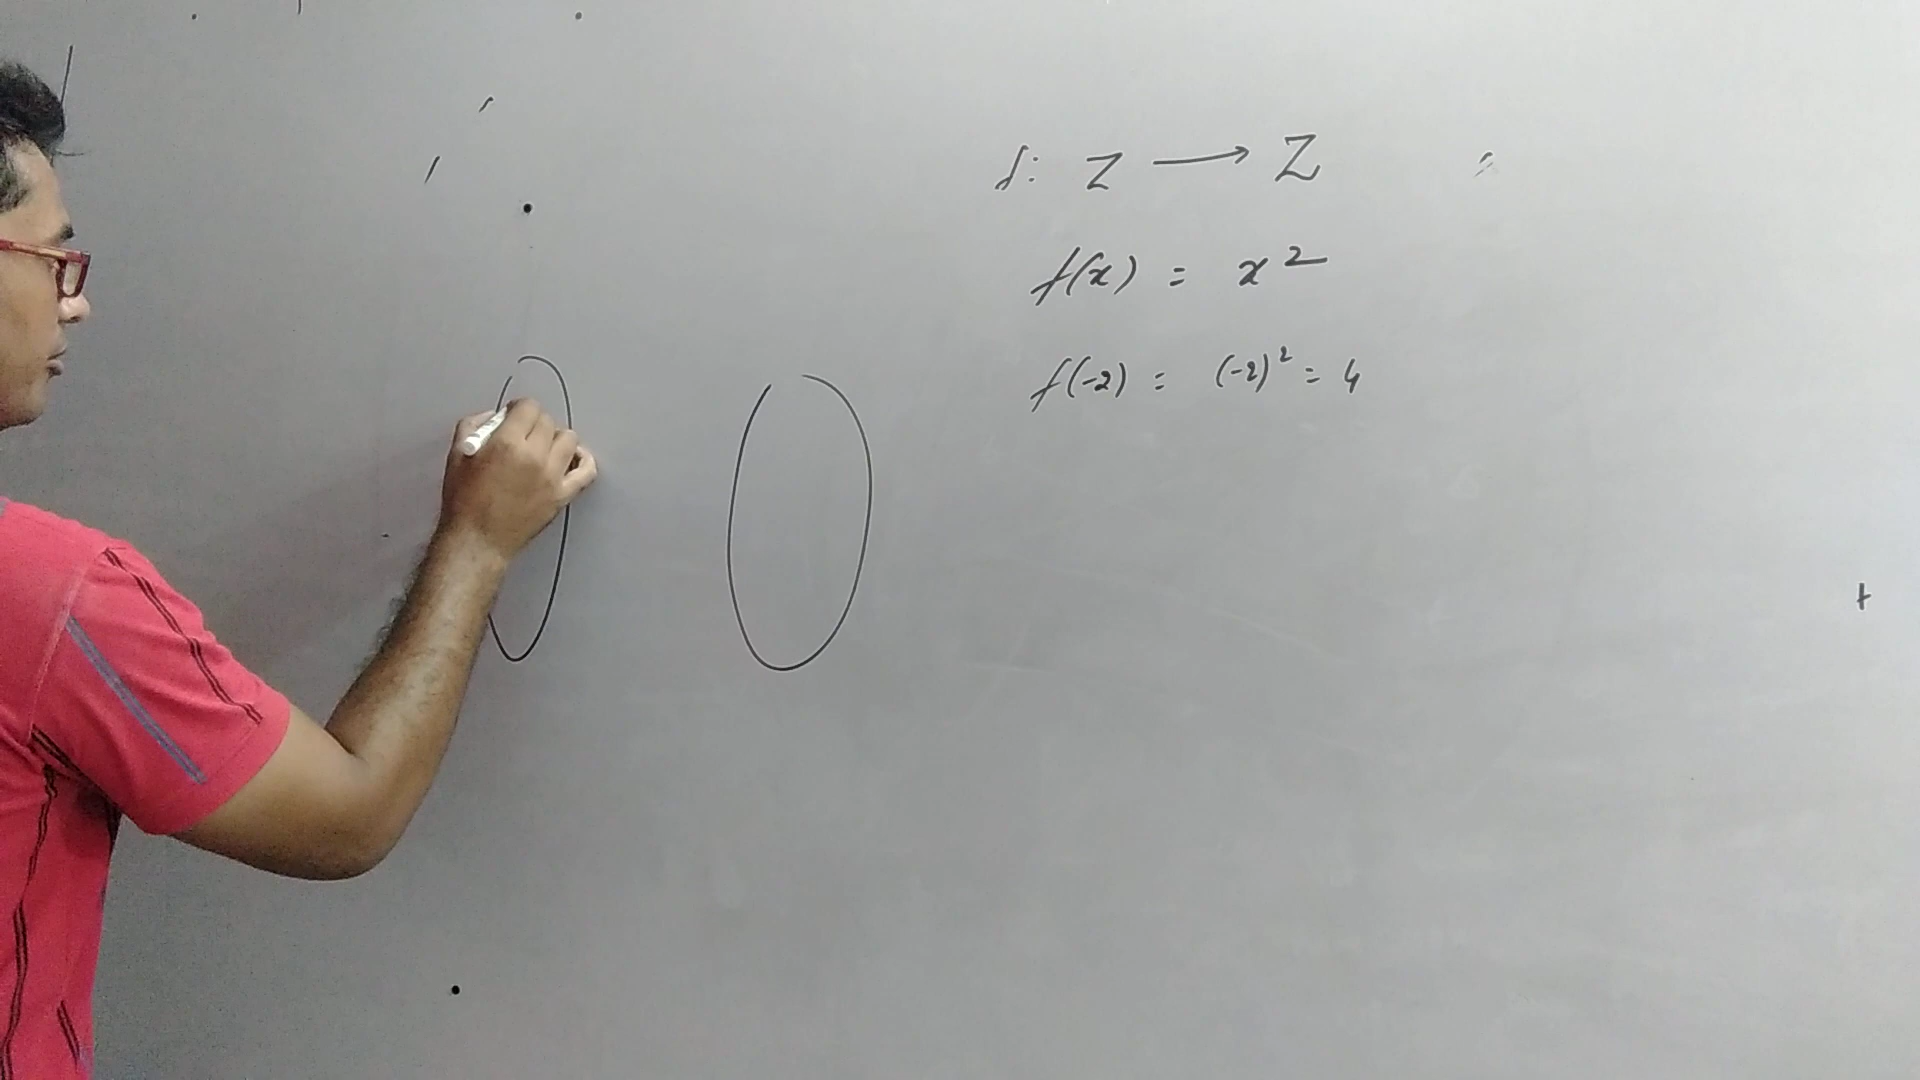 f: Z → Z
f(x) = x²
f(-2) = (-2)² = 4